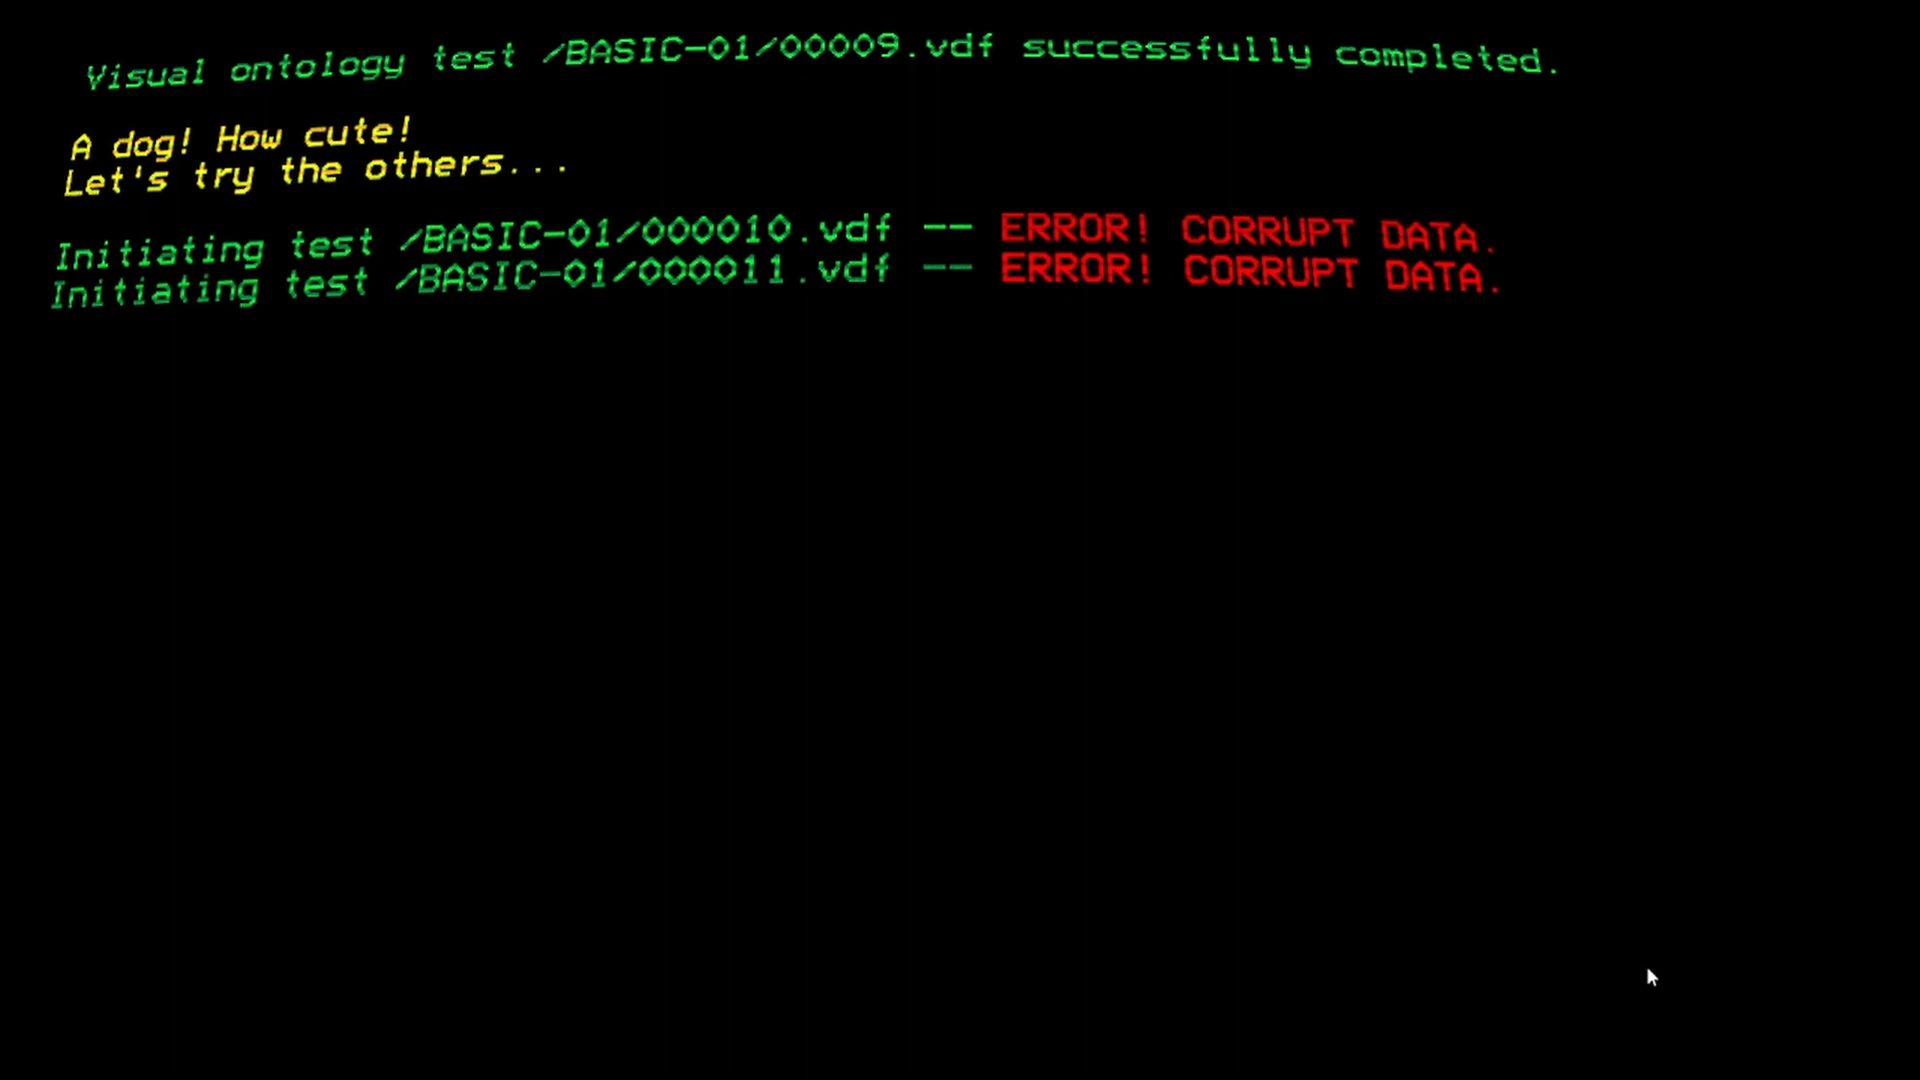 Visual ontology test /BASIC-01/00009.vdf successfully completed.
A dog! How cute!
Let's try the others...
Initiating test /BASIC-01/000010.vdf -- ERROR! CORRUPT DATA.
Initiating test /BASIC-01/000011.vdf -- ERROR! CORRUPT DATA.